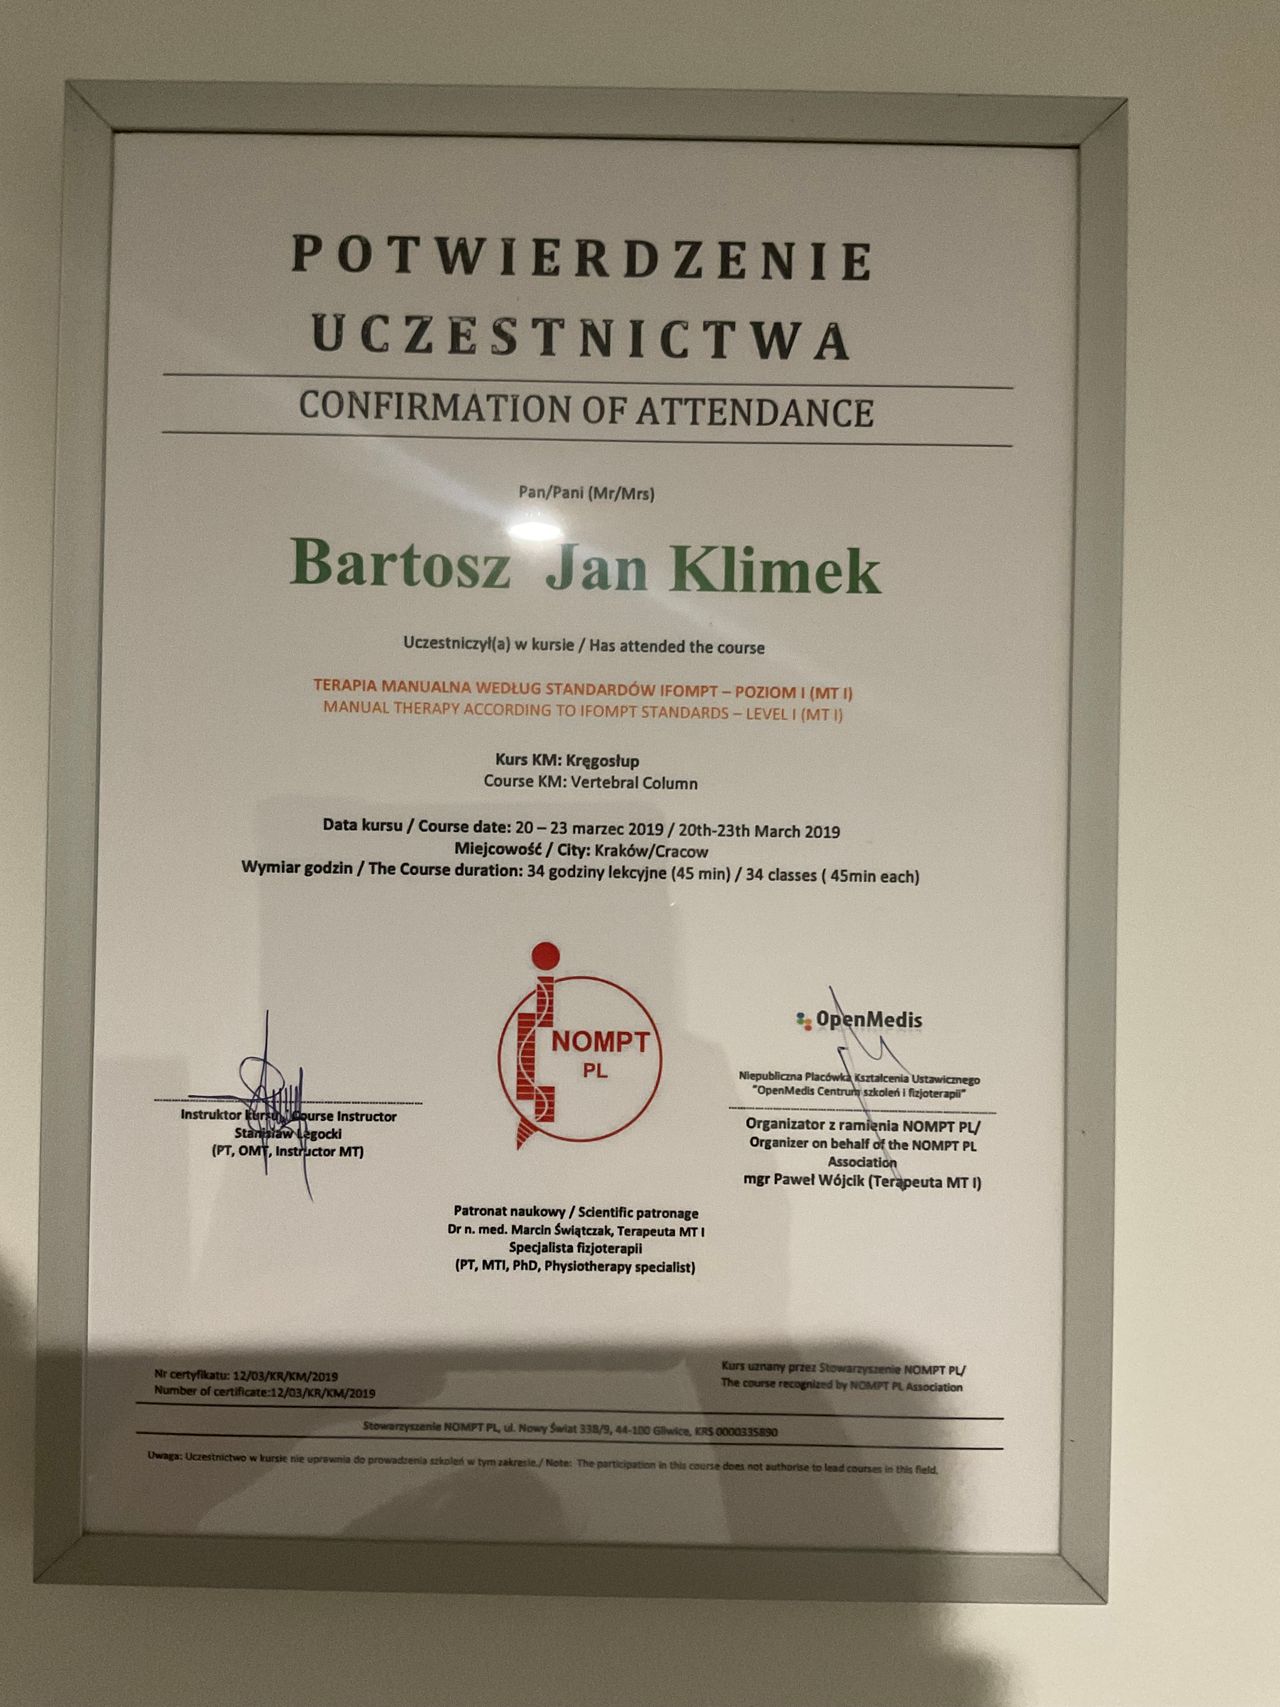 POTWIERDZENIE
UCZESTNICTWA
CONFIRMATION OF ATTENDANCE
Pan/Pani (Mr/Mrs)
Bartosz Jan Klimek
Uczestniczył(a) w kursie / Has attended the course
TERAPIA MANUALNA WEDŁUG STANDARDÓW IFOMPT – POZIOM I (MT I)
MANUAL THERAPY ACCORDING TO IFOMPT STANDARDS – LEVEL I (MT I)
Kurs KM: Kręgosłup
Course KM: Vertebral Column
Data kursu / Course date: 20 – 23 marzec 2019 / 20th-23th March 2019
Miejcowość / City: Kraków/Cracow
Wymiar godzin / The Course duration: 34 godziny lekcyjne (45 min) / 34 classes ( 45min each)
NOMPT
PL
Instruktor kursu/ Course Instructor
Stanisław Łęgocki
(PT, OMT, Instructor MT)
OpenMedis
Niepubliczna Placówka Kształcenia Ustawicznego
"OpenMedis Centrum szkoleń i fizjoterapii"
Organizator z ramienia NOMPT PL/
Organizer on behalf of the NOMPT PL
Association
mgr Paweł Wójcik (Terapeuta MT I)
Patronat naukowy / Scientific patronage
Dr n. med. Marcin Świątczak, Terapeuta MT I
Specjalista fizjoterapii
(PT, MTI, PhD, Physiotherapy specialist)
Nr certyfikatu: 12/03/KR/KM/2019
Number of certificate:12/03/KR/KM/2019
Kurs uznany przez Stowarzyszenie NOMPT PL/
The course recognized by NOMPT PL Association
Stowarzyszenie NOMPT PL, ul. Nowy Świat 33B/9, 44-100 Gliwice, KRS 0000335890
Uwaga: Uczestnictwo w kursie nie uprawnia do prowadzenia szkoleń w tym zakresie./ Note: The participation in this course does not authorise to lead courses in this field.